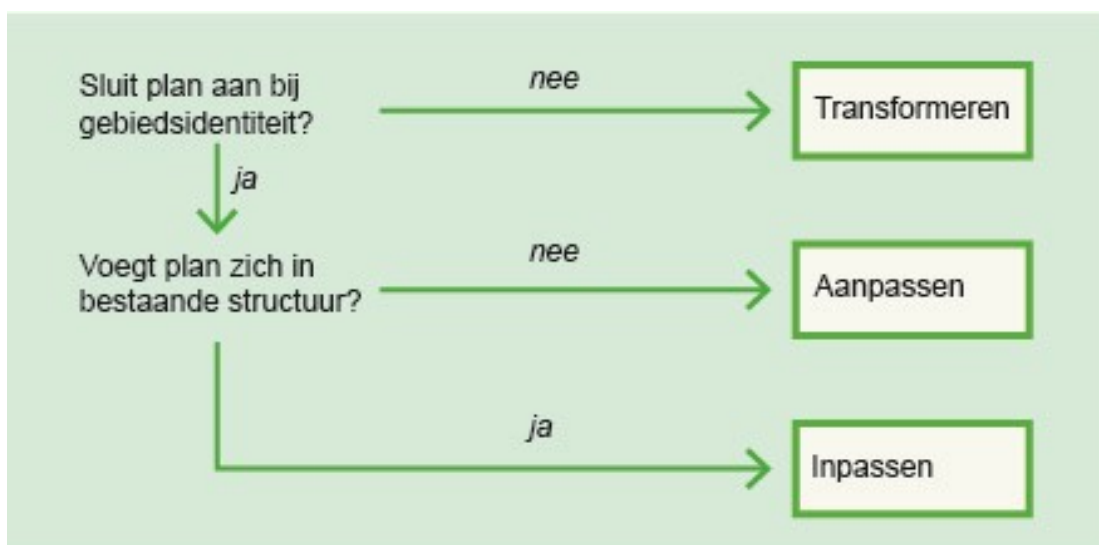 Sluit plan aan bij
gebiedsidentiteit?
nee
Transformeren
ja
Voegt plan zich in
bestaande structuur?
nee
Aanpassen
ja
Inpassen